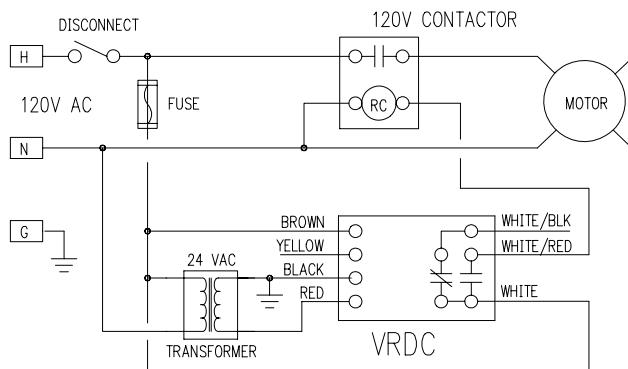 120V CONTACTOR
DISCONNECT
H
FUSE
120V AC
RC
MOTOR
N
G
BROWN
WHITE/BLK
YELLOW
WHITE/RED
24 VAC
BLACK
RED
WHITE
TRANSFORMER
VRDC